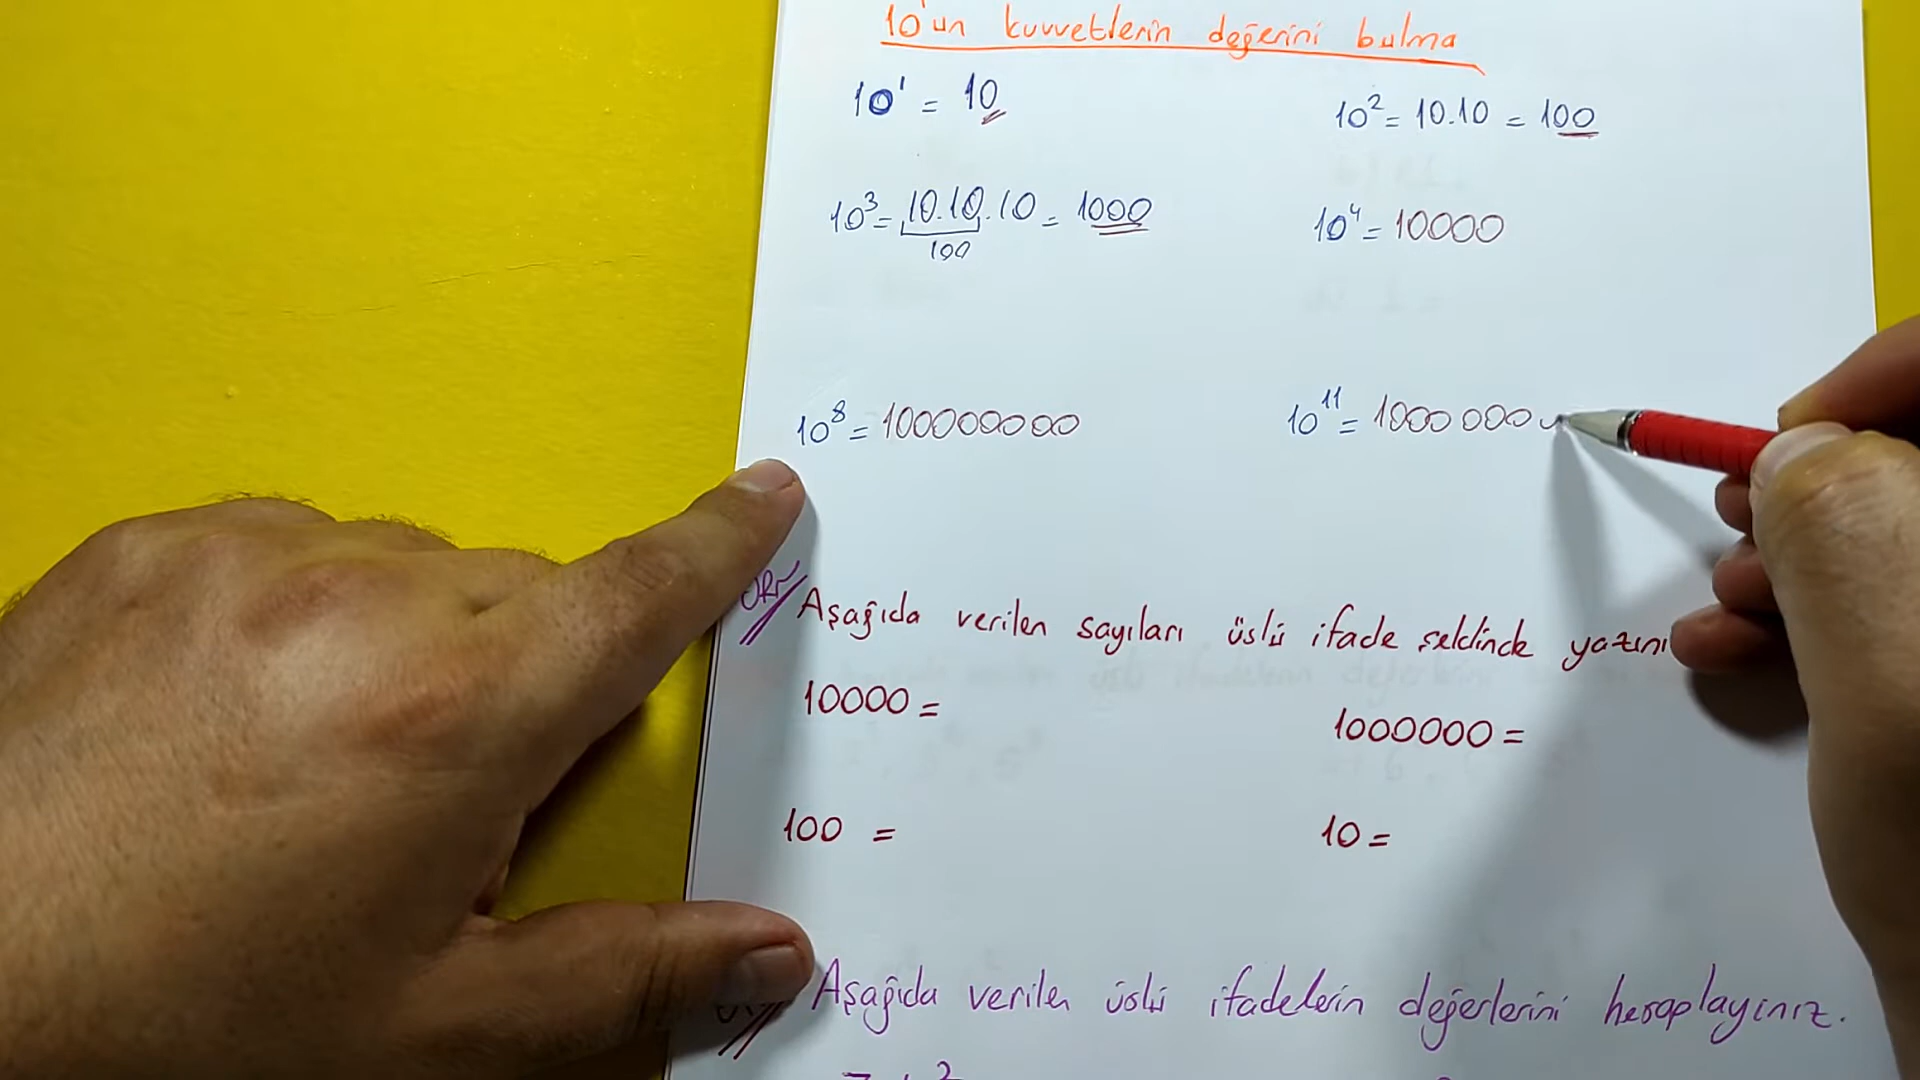 10'un kuvvetlerin değerini bulma
10¹ = 10
10² = 10.10 = 100
10³ = 10.10.10 = 1000
100
10⁴ = 10000
10⁸ = 100000000
10¹¹ = 1000 000
ÖRN Aşağıda verilen sayıları üslü ifade şeklinde yazını
10000 =
1000000 =
100 =
10 =
Aşağıda verilen üslü ifadelerin değerlerini hesaplayınız.